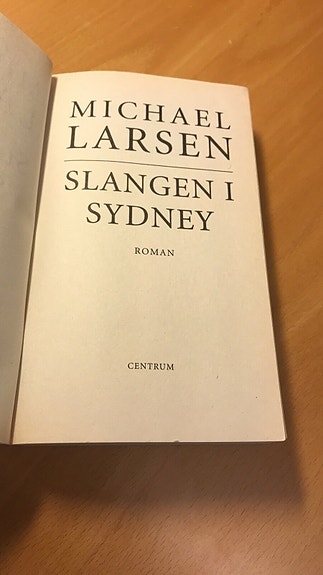 MICHAEL
LARSEN
SLANGEN I
SYDNEY
ROMAN
CENTRUM